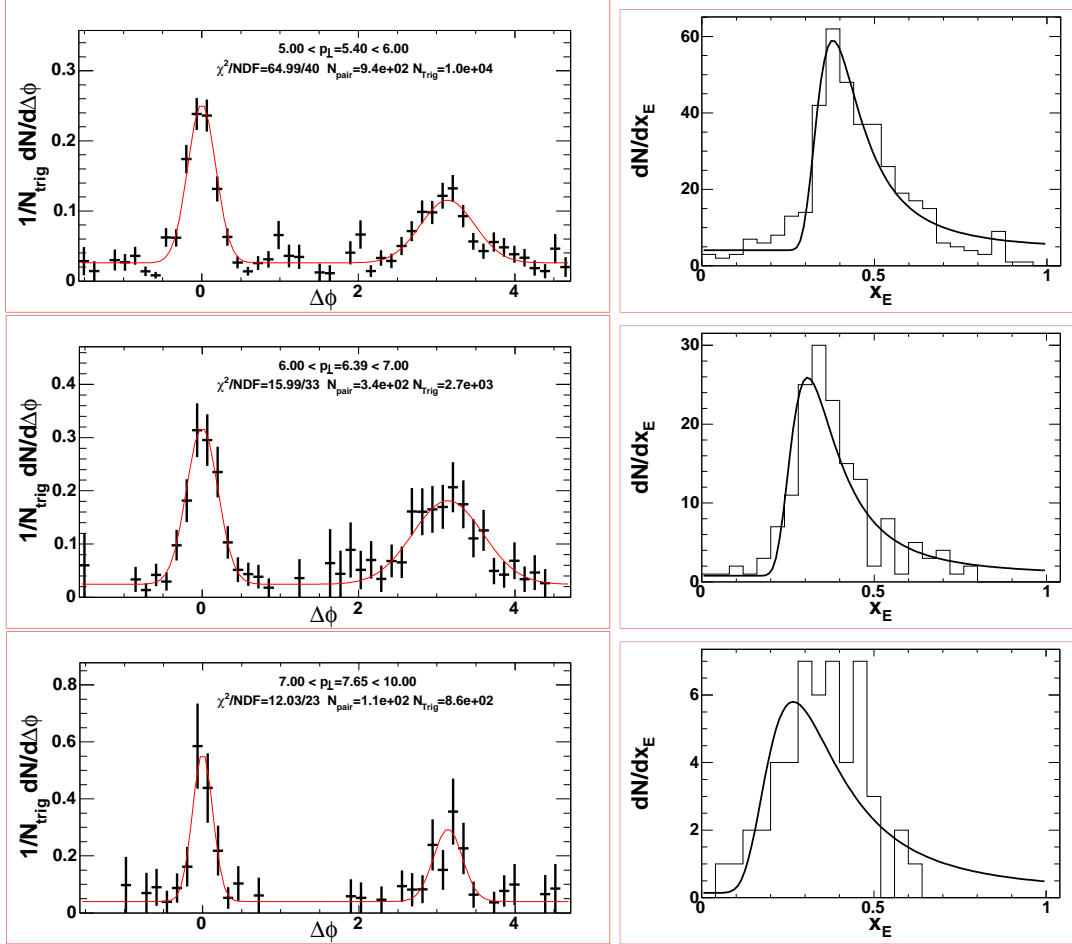 5.00 < p⊥=5.40 < 6.00
χ²/NDF=64.99/40 N_pair=9.4e+02 N_Trig=1.0e+04
1/N_trig dN/dΔϕ
0.3
0.2
0.1
0
0 2 4
Δϕ
dN/dx_E
60
40
20
0
0 0.5 1
x_E
6.00 < p⊥=6.39 < 7.00
χ²/NDF=15.99/33 N_pair=3.4e+02 N_Trig=2.7e+03
1/N_trig dN/dΔϕ
0.4
0.3
0.2
0.1
0
0 2 4
Δϕ
dN/dx_E
30
20
10
0
0 0.5 1
x_E
7.00 < p⊥=7.65 < 10.00
χ²/NDF=12.03/23 N_pair=1.1e+02 N_Trig=8.6e+02
1/N_trig dN/dΔϕ
0.8
0.6
0.4
0.2
0
0 2 4
Δϕ
dN/dx_E
6
4
2
0
0 0.5 1
x_E